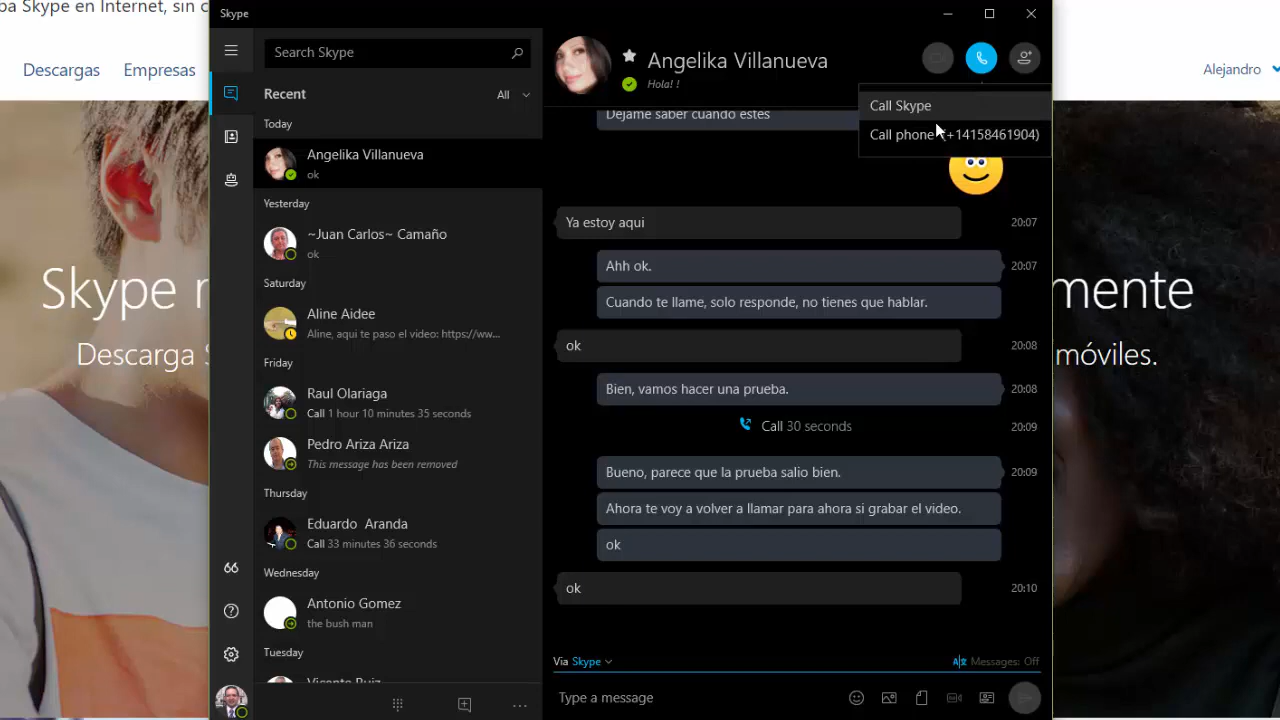 ba Skype en Internet, sin c
Descargas
Empresas
Alejandro
Skype
mente
Descarga S
móviles.
Skype
Search Skype
Recent
All
Today
Angelika Villanueva
ok
Yesterday
~Juan Carlos~ Camaño
ok
Saturday
Aline Aidee
Aline, aqui te paso el video: https://ww...
Friday
Raul Olariaga
Call 1 hour 10 minutes 35 seconds
Pedro Ariza Ariza
This message has been removed
Thursday
Eduardo Aranda
Call 33 minutes 36 seconds
Wednesday
Antonio Gomez
the bush man
Tuesday
Vicente Ruiz
Angelika Villanueva
Hola! !
Call Skype
Call phone (+14158461904)
Dejame saber cuando estes
Ya estoy aqui
20:07
Ahh ok.
20:07
Cuando te llame, solo responde, no tienes que hablar.
ok
20:08
Bien, vamos hacer una prueba.
20:08
Call 30 seconds
20:09
Bueno, parece que la prueba salio bien.
20:09
Ahora te voy a volver a llamar para ahora si grabar el video.
ok
ok
20:10
Via Skype
Messages: Off
Type a message